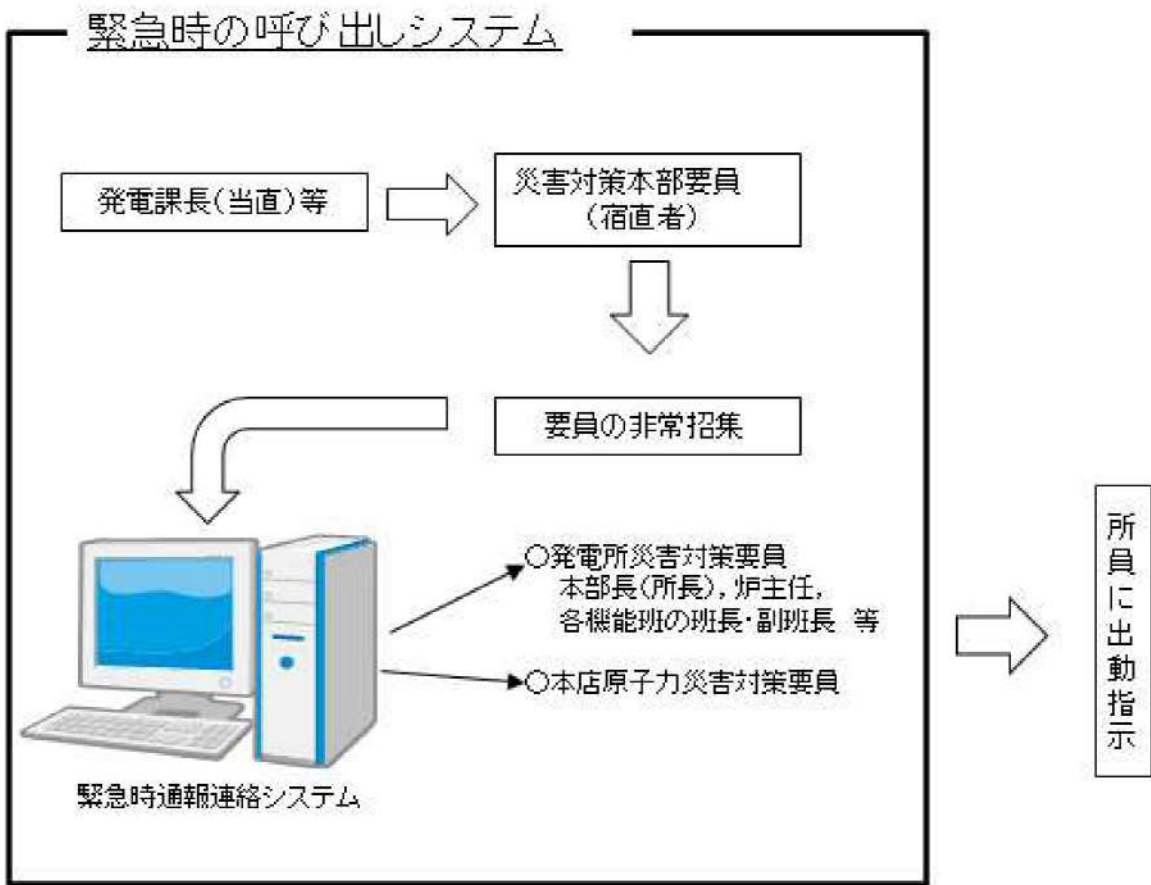 緊急時の呼び出しシステム
発電課長(当直)等
災害対策本部要員
(宿直者)
要員の非常招集
○発電所災害対策要員
本部長(所長),炉主任,
各機能班の班長・副班長 等
○本店原子力災害対策要員
緊急時通報連絡システム
所員に出動指示